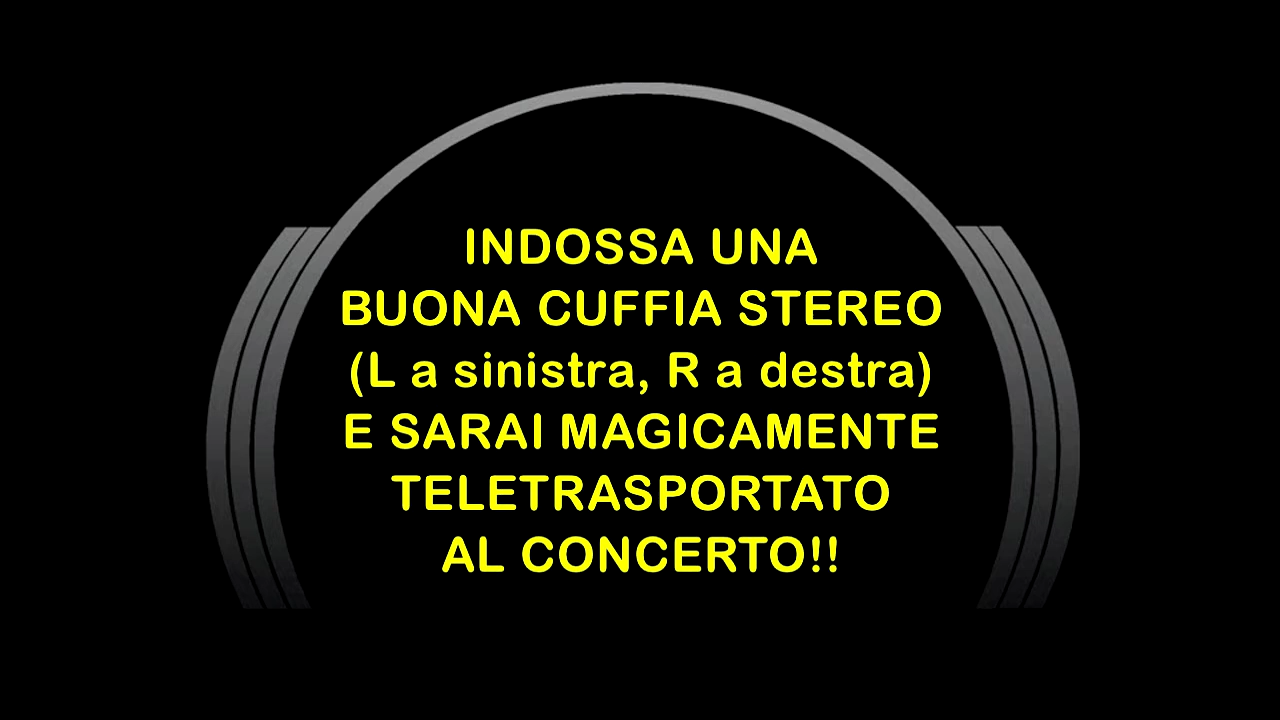 INDOSSA UNA
BUONA CUFFIA STEREO
(L a sinistra, R a destra)
E SARAI MAGICAMENTE
TELETRASPORTATO
AL CONCERTO!!